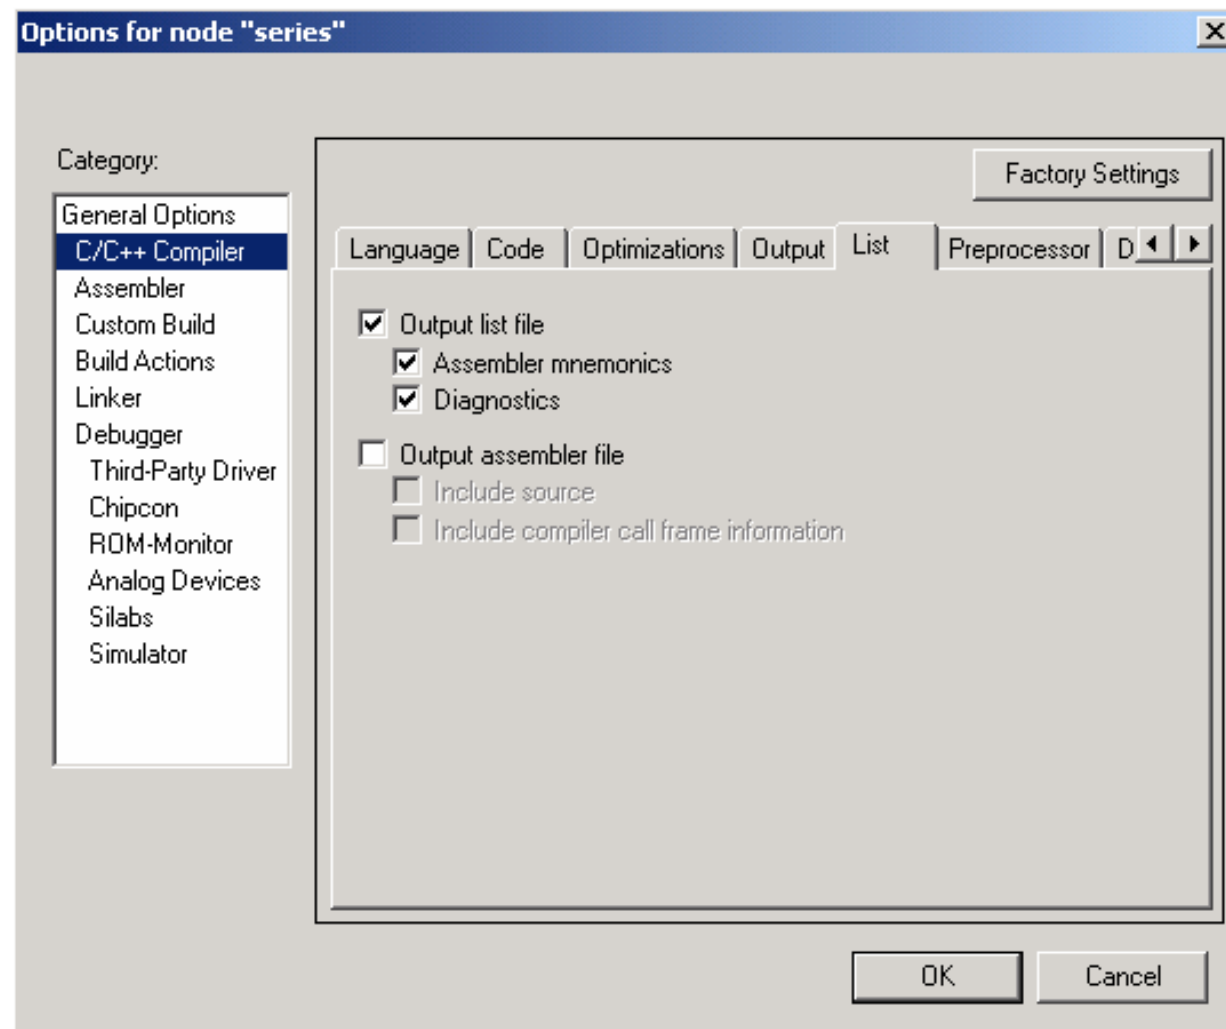 Options for node "series"
Category:
General Options
C/C++ Compiler
Assembler
Custom Build
Build Actions
Linker
Debugger
Third-Party Driver
Chipcon
ROM-Monitor
Analog Devices
Silabs
Simulator
Factory Settings
Language Code Optimizations Output List Preprocessor D
Output list file
Assembler mnemonics
Diagnostics
Output assembler file
Include source
Include compiler call frame information
OK Cancel